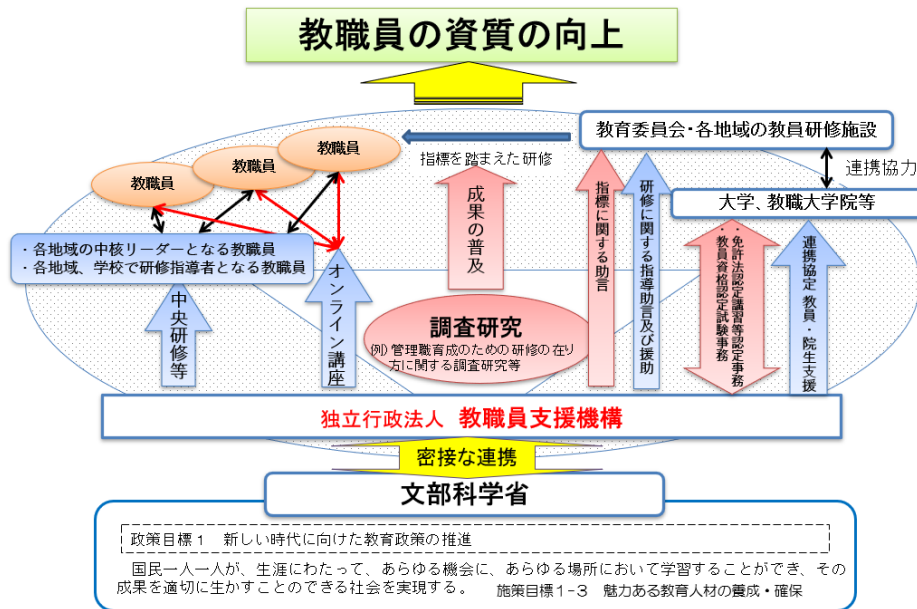 教職員の資質の向上
教育委員会・各地域の教員研修施設
教職員
教職員
教職員
指標を踏まえた研修
連携協力
大学、教職大学院等
・各地域の中核リーダーとなる教職員
・各地域、学校で研修指導者となる教職員
中央研修等
オンライン講座
成果の普及
調査研究
例）管理職育成のための研修の在り
方に関する調査研究等
指標に関する助言
研修に関する指導助言及び援助
・免許法認定講習等認定事務
・教員資格認定試験事務
連携協定 教員・院生支援
独立行政法人 教職員支援機構
密接な連携
文部科学省
政策目標１　新しい時代に向けた教育政策の推進
国民一人一人が、生涯にわたって、あらゆる機会に、あらゆる場所において学習することができ、その
成果を適切に生かすことのできる社会を実現する。　施策目標1-3　魅力ある教育人材の養成・確保